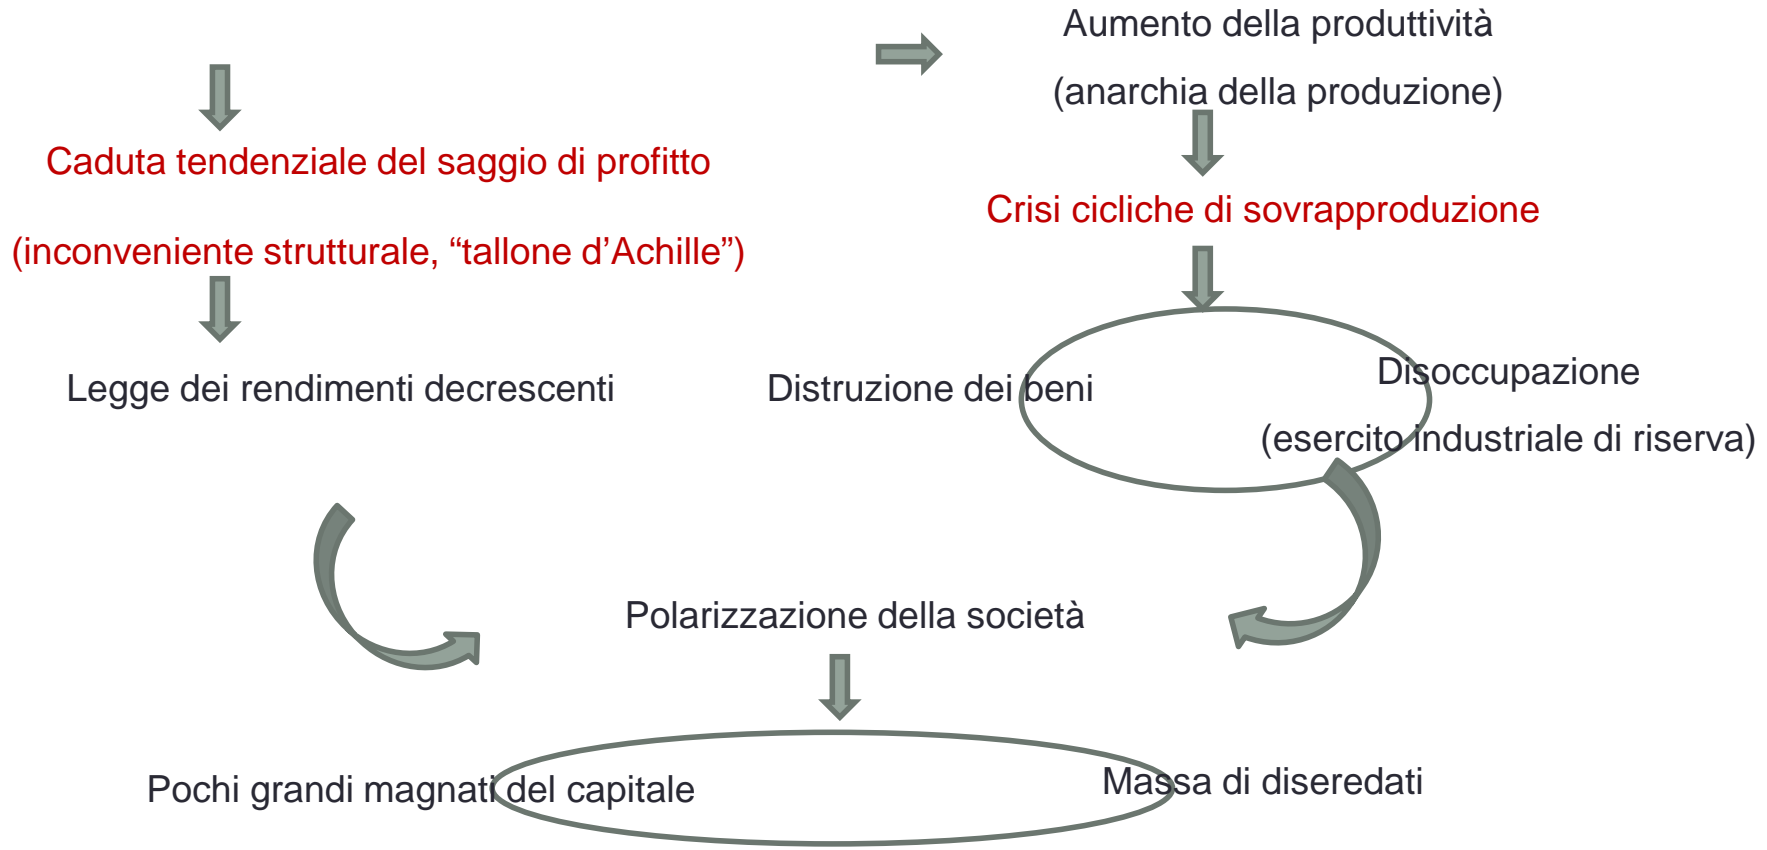 Aumento della produttività
(anarchia della produzione)
Caduta tendenziale del saggio di profitto
(inconveniente strutturale, “tallone d’Achille”)
Crisi cicliche di sovrapproduzione
Legge dei rendimenti decrescenti
Distruzione dei beni
Disoccupazione
(esercito industriale di riserva)
Polarizzazione della società
Pochi grandi magnati del capitale
Massa di diseredati